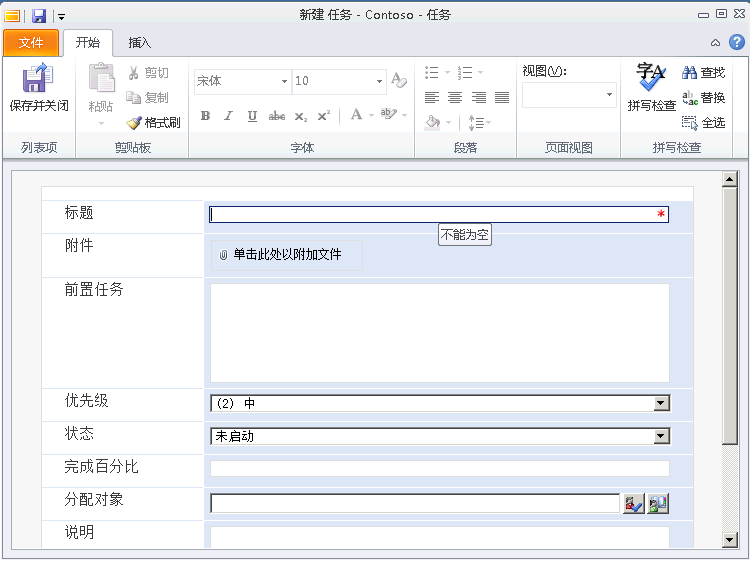 新建 任务 - Contoso - 任务
文件 开始 插入
保存并关闭
列表项
粘贴
剪切
复制
格式刷
剪贴板
宋体 10
B I U abc x₂ x² A ab
字体
段落
视图(V):
页面视图
字A
拼写检查
查找
替换
全选
拼写检查
标题 *
不能为空
附件 单击此处以附加文件
前置任务
优先级 (2) 中
状态 未启动
完成百分比
分配对象
说明